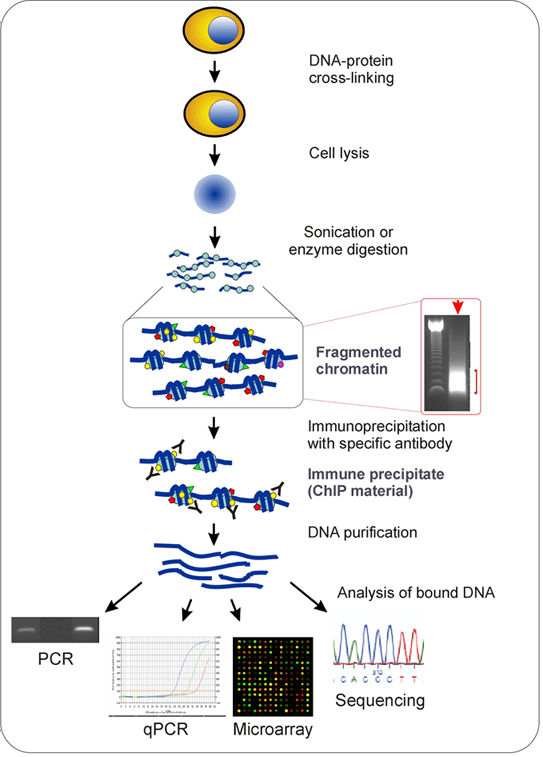 DNA-protein
cross-linking
Cell lysis
Sonication or
enzyme digestion
Fragmented
chromatin
Immunoprecipitation
with specific antibody
Immune precipitate
(ChIP material)
DNA purification
Analysis of bound DNA
PCR
qPCR
Microarray
Sequencing